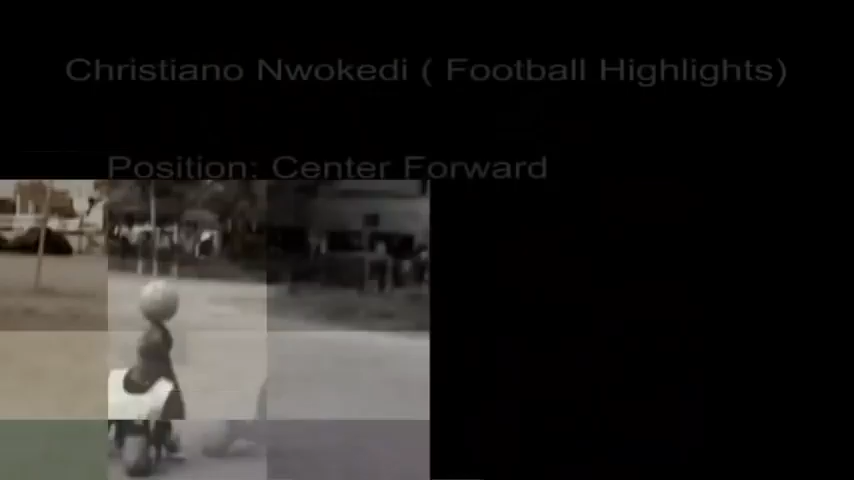 Christiano Nwokedi ( Football Highlights)
Position: Center Forward